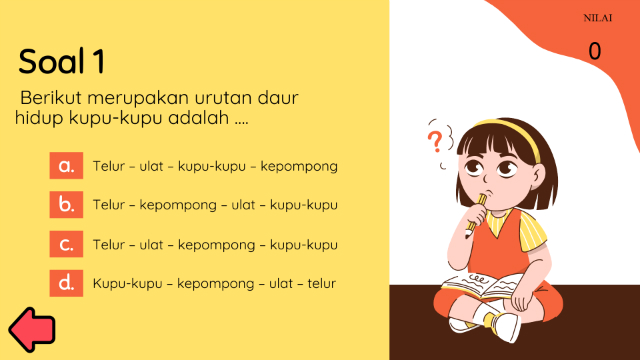 NILAI
0
Soal 1
Berikut merupakan urutan daur
hidup kupu-kupu adalah ....
a. Telur – ulat – kupu-kupu – kepompong
b. Telur – kepompong – ulat – kupu-kupu
c. Telur – ulat – kepompong – kupu-kupu
d. Kupu-kupu – kepompong – ulat – telur
?